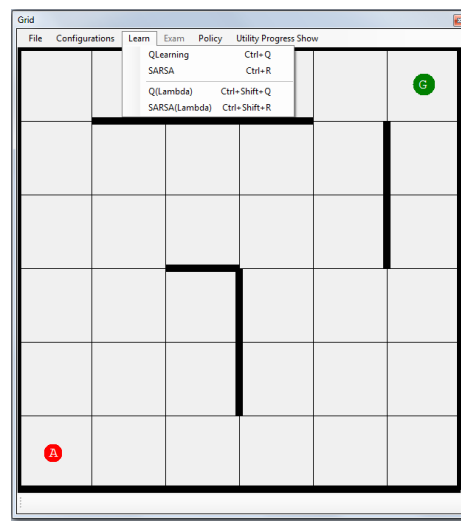 Grid
File Configurations Learn Exam Policy Utility Progress Show
QLearning Ctrl+Q
SARSA Ctrl+R
Q(Lambda) Ctrl+Shift+Q
SARSA(Lambda) Ctrl+Shift+R
G
A